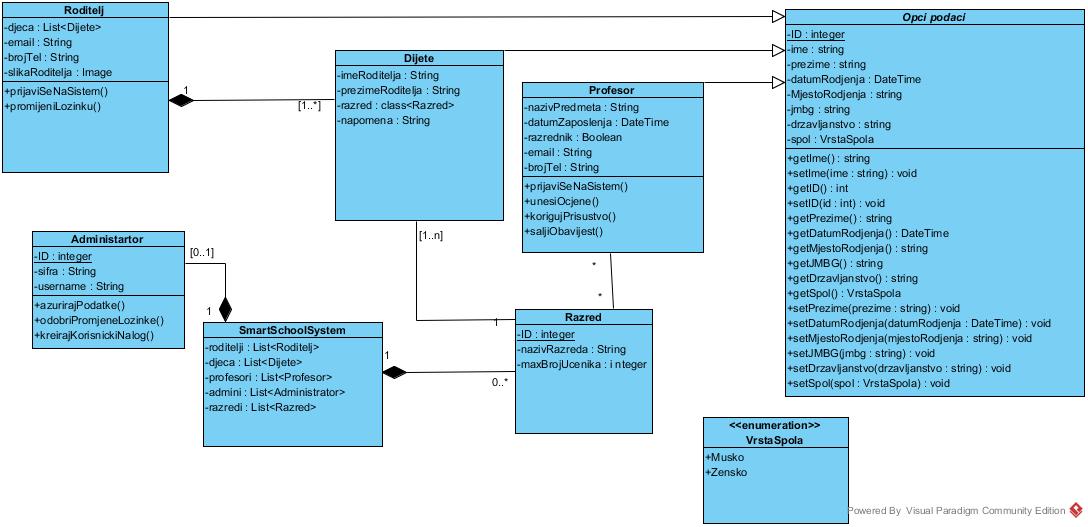 Roditelj
-djeca : List<Dijete>
-email : String
-brojTel : String
-slikaRoditelja : Image
+prijaviSeNaSistem()
+promijeniLozinku()
1
[1..*]
Dijete
-imeRoditelja : String
-prezimeRoditelja : String
-razred : class<Razred>
-napomena : String
[1..n]
1
Profesor
-nazivPredmeta : String
-datumZaposlenja : DateTime
-razrednik : Boolean
-email : String
-brojTel : String
+prijaviSeNaSistem()
+unesiOcjene()
+korigujPrisustvo()
+saljiObavijest()
*
*
Opci podaci
-ID : integer
-ime : string
-prezime : string
-datumRodjenja : DateTime
-MjestoRodjenja : string
-jmbg : string
-drzavljanstvo : string
-spol : VrstaSpola
+getIme() : string
+setIme(ime : string) : void
+getID() : int
+setID(id : int) : void
+getPrezime() : string
+getDatumRodjenja() : DateTime
+getMjestoRodjenja() : string
+getJMBG() : string
+getDrzavljanstvo() : string
+getSpol() : VrstaSpola
+setPrezime(prezime : string) : void
+setDatumRodjenja(datumRodjenja : DateTime) : void
+setMjestoRodjenja(mjestoRodjenja : string) : void
+setJMBG(jmbg : string) : void
+setDrzavljanstvo(drzavljanstvo : string) : void
+setSpol(spol : VrstaSpola) : void
Administartor
-ID : integer
-sifra : String
-username : String
+azurirajPodatke()
+odobriPromjeneLozinke()
+kreirajKorisnickiNalog()
[0..1]
1
SmartSchoolSystem
-roditelji : List<Roditelj>
-djeca : List<Dijete>
-profesori : List<Profesor>
-admini : List<Administrator>
-razredi : List<Razred>
1
0..*
Razred
-ID : integer
-nazivRazreda : String
-maxBrojUcenika : integer
<<enumeration>>
VrstaSpola
+Musko
+Zensko
Powered By Visual Paradigm Community Edition